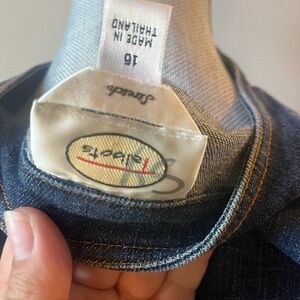 Talbots
Stretch
16
MADE IN
THAILAND